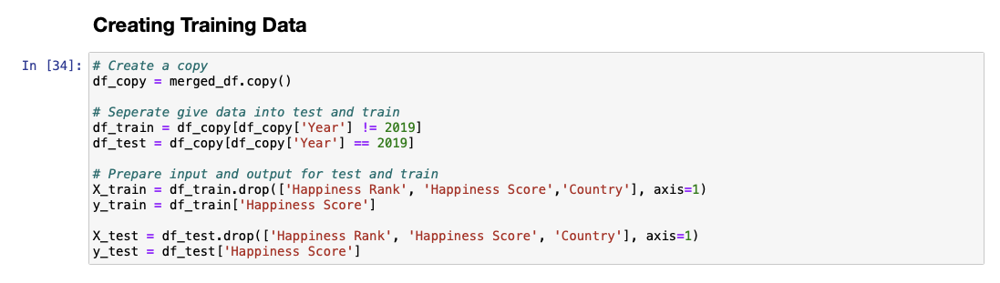 Creating Training Data
In [34]: # Create a copy
df_copy = merged_df.copy()
# Seperate give data into test and train
df_train = df_copy[df_copy['Year'] != 2019]
df_test = df_copy[df_copy['Year'] == 2019]
# Prepare input and output for test and train
X_train = df_train.drop(['Happiness Rank', 'Happiness Score','Country'], axis=1)
y_train = df_train['Happiness Score']
X_test = df_test.drop(['Happiness Rank', 'Happiness Score', 'Country'], axis=1)
y_test = df_test['Happiness Score']